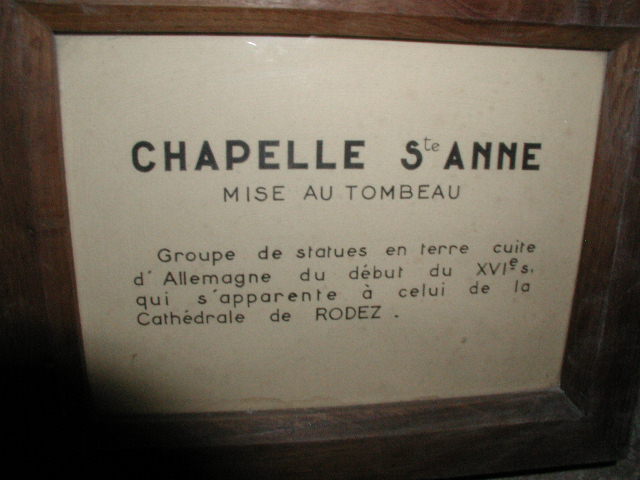 CHAPELLE Ste ANNE
MISE AU TOMBEAU
Groupe de statues en terre cuite
d'Allemagne du début du XVIe s.
qui s'apparente à celui de la
Cathédrale de RODEZ.